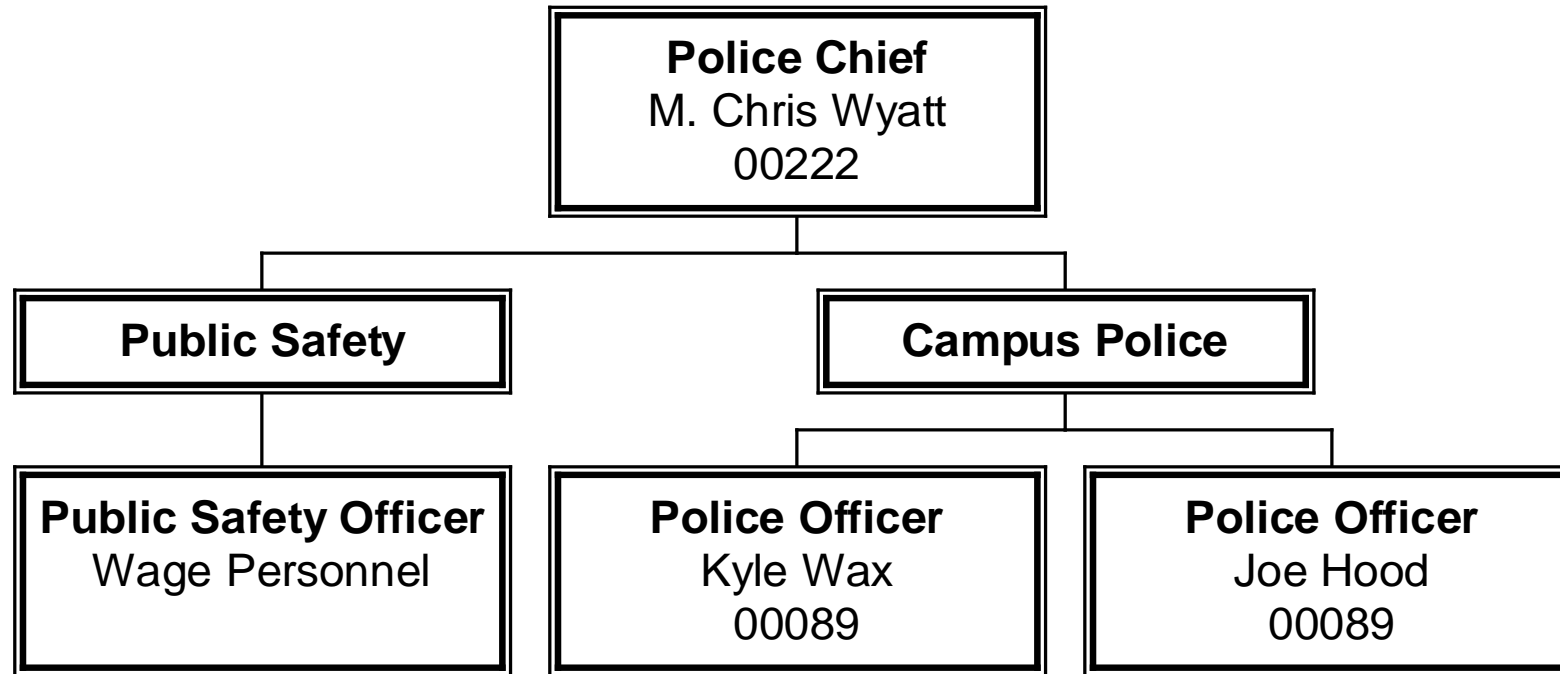 Police Chief
M. Chris Wyatt
00222
Public Safety
Campus Police
Public Safety Officer
Wage Personnel
Police Officer
Kyle Wax
00089
Police Officer
Joe Hood
00089